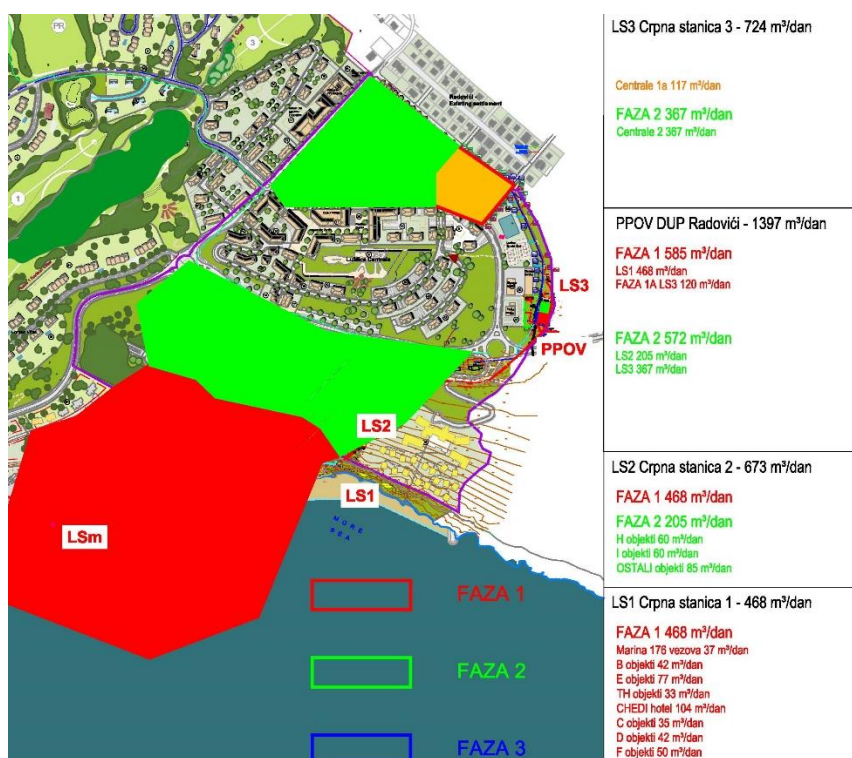 PR
3
1
Radovići
Existing settlement
LS3
PPOV
LS2
LS1
LSm
MORE
SEA
FAZA 1
FAZA 2
FAZA 3
LS3 Crpna stanica 3 - 724 m³/dan
Centrale 1a 117 m³/dan
FAZA 2 367 m³/dan
Centrale 2 367 m³/dan
PPOV DUP Radovići - 1397 m³/dan
FAZA 1 585 m³/dan
LS1 468 m³/dan
FAZA 1A LS3 120 m³/dan
FAZA 2 572 m³/dan
LS2 205 m³/dan
LS3 367 m³/dan
LS2 Crpna stanica 2 - 673 m³/dan
FAZA 1 468 m³/dan
FAZA 2 205 m³/dan
H objekti 60 m³/dan
I objekti 60 m³/dan
OSTALI objekti 85 m³/dan
LS1 Crpna stanica 1 - 468 m³/dan
FAZA 1 468 m³/dan
Marina 176 vezova 37 m³/dan
B objekti 42 m³/dan
E objekti 77 m³/dan
TH objekti 33 m³/dan
CHEDI hotel 104 m³/dan
C objekti 35 m³/dan
D objekti 42 m³/dan
F objekti 50 m³/dan